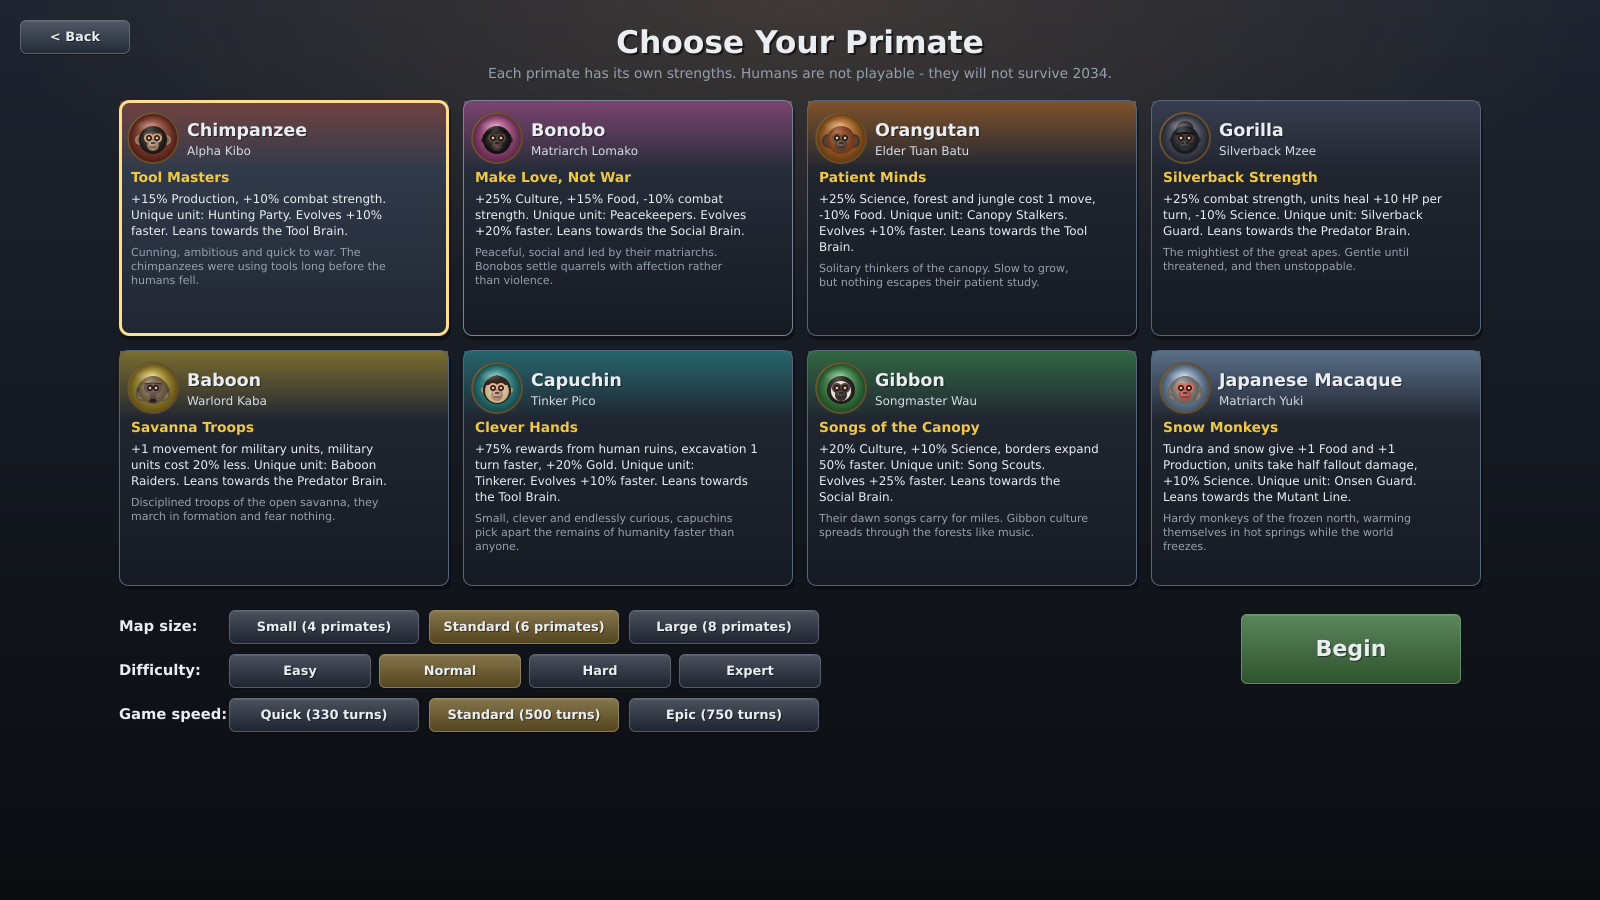 < Back
Choose Your Primate
Each primate has its own strengths. Humans are not playable - they will not survive 2034.
Chimpanzee
Alpha Kibo
Tool Masters
+15% Production, +10% combat strength.
Unique unit: Hunting Party. Evolves +10%
faster. Leans towards the Tool Brain.
Cunning, ambitious and quick to war. The
chimpanzees were using tools long before the
humans fell.
Bonobo
Matriarch Lomako
Make Love, Not War
+25% Culture, +15% Food, -10% combat
strength. Unique unit: Peacekeepers. Evolves
+20% faster. Leans towards the Social Brain.
Peaceful, social and led by their matriarchs.
Bonobos settle quarrels with affection rather
than violence.
Orangutan
Elder Tuan Batu
Patient Minds
+25% Science, forest and jungle cost 1 move,
-10% Food. Unique unit: Canopy Stalkers.
Evolves +10% faster. Leans towards the Tool
Brain.
Solitary thinkers of the canopy. Slow to grow,
but nothing escapes their patient study.
Gorilla
Silverback Mzee
Silverback Strength
+25% combat strength, units heal +10 HP per
turn, -10% Science. Unique unit: Silverback
Guard. Leans towards the Predator Brain.
The mightiest of the great apes. Gentle until
threatened, and then unstoppable.
Baboon
Warlord Kaba
Savanna Troops
+1 movement for military units, military
units cost 20% less. Unique unit: Baboon
Raiders. Leans towards the Predator Brain.
Disciplined troops of the open savanna, they
march in formation and fear nothing.
Capuchin
Tinker Pico
Clever Hands
+75% rewards from human ruins, excavation 1
turn faster, +20% Gold. Unique unit:
Tinkerer. Evolves +10% faster. Leans towards
the Tool Brain.
Small, clever and endlessly curious, capuchins
pick apart the remains of humanity faster than
anyone.
Gibbon
Songmaster Wau
Songs of the Canopy
+20% Culture, +10% Science, borders expand
50% faster. Unique unit: Song Scouts.
Evolves +25% faster. Leans towards the
Social Brain.
Their dawn songs carry for miles. Gibbon culture
spreads through the forests like music.
Japanese Macaque
Matriarch Yuki
Snow Monkeys
Tundra and snow give +1 Food and +1
Production, units take half fallout damage,
+10% Science. Unique unit: Onsen Guard.
Leans towards the Mutant Line.
Hardy monkeys of the frozen north, warming
themselves in hot springs while the world
freezes.
Map size: Small (4 primates) Standard (6 primates) Large (8 primates)
Begin
Difficulty: Easy Normal Hard Expert
Game speed: Quick (330 turns) Standard (500 turns) Epic (750 turns)